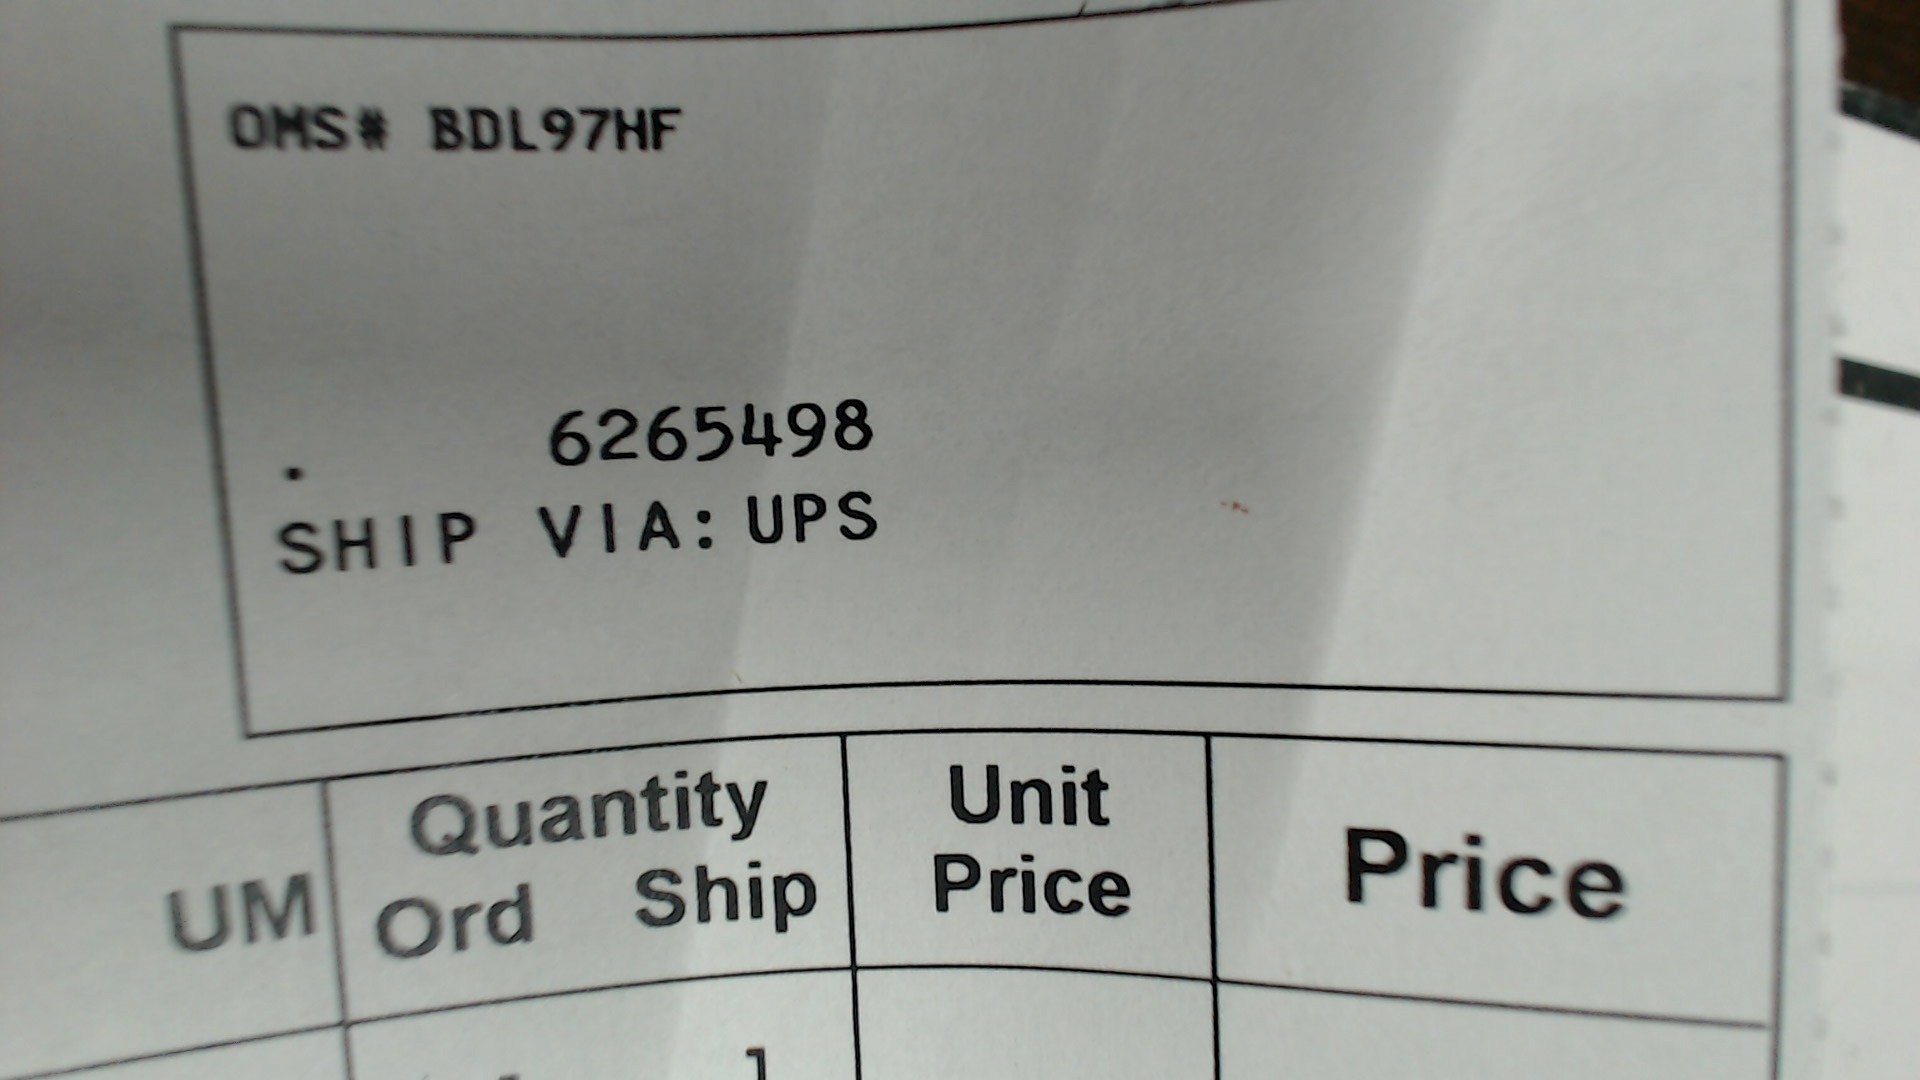 OMS# BDL97HF
6265498
.
SHIP VIA: UPS
Quantity
UM Ord Ship
Unit
Price
Price
1